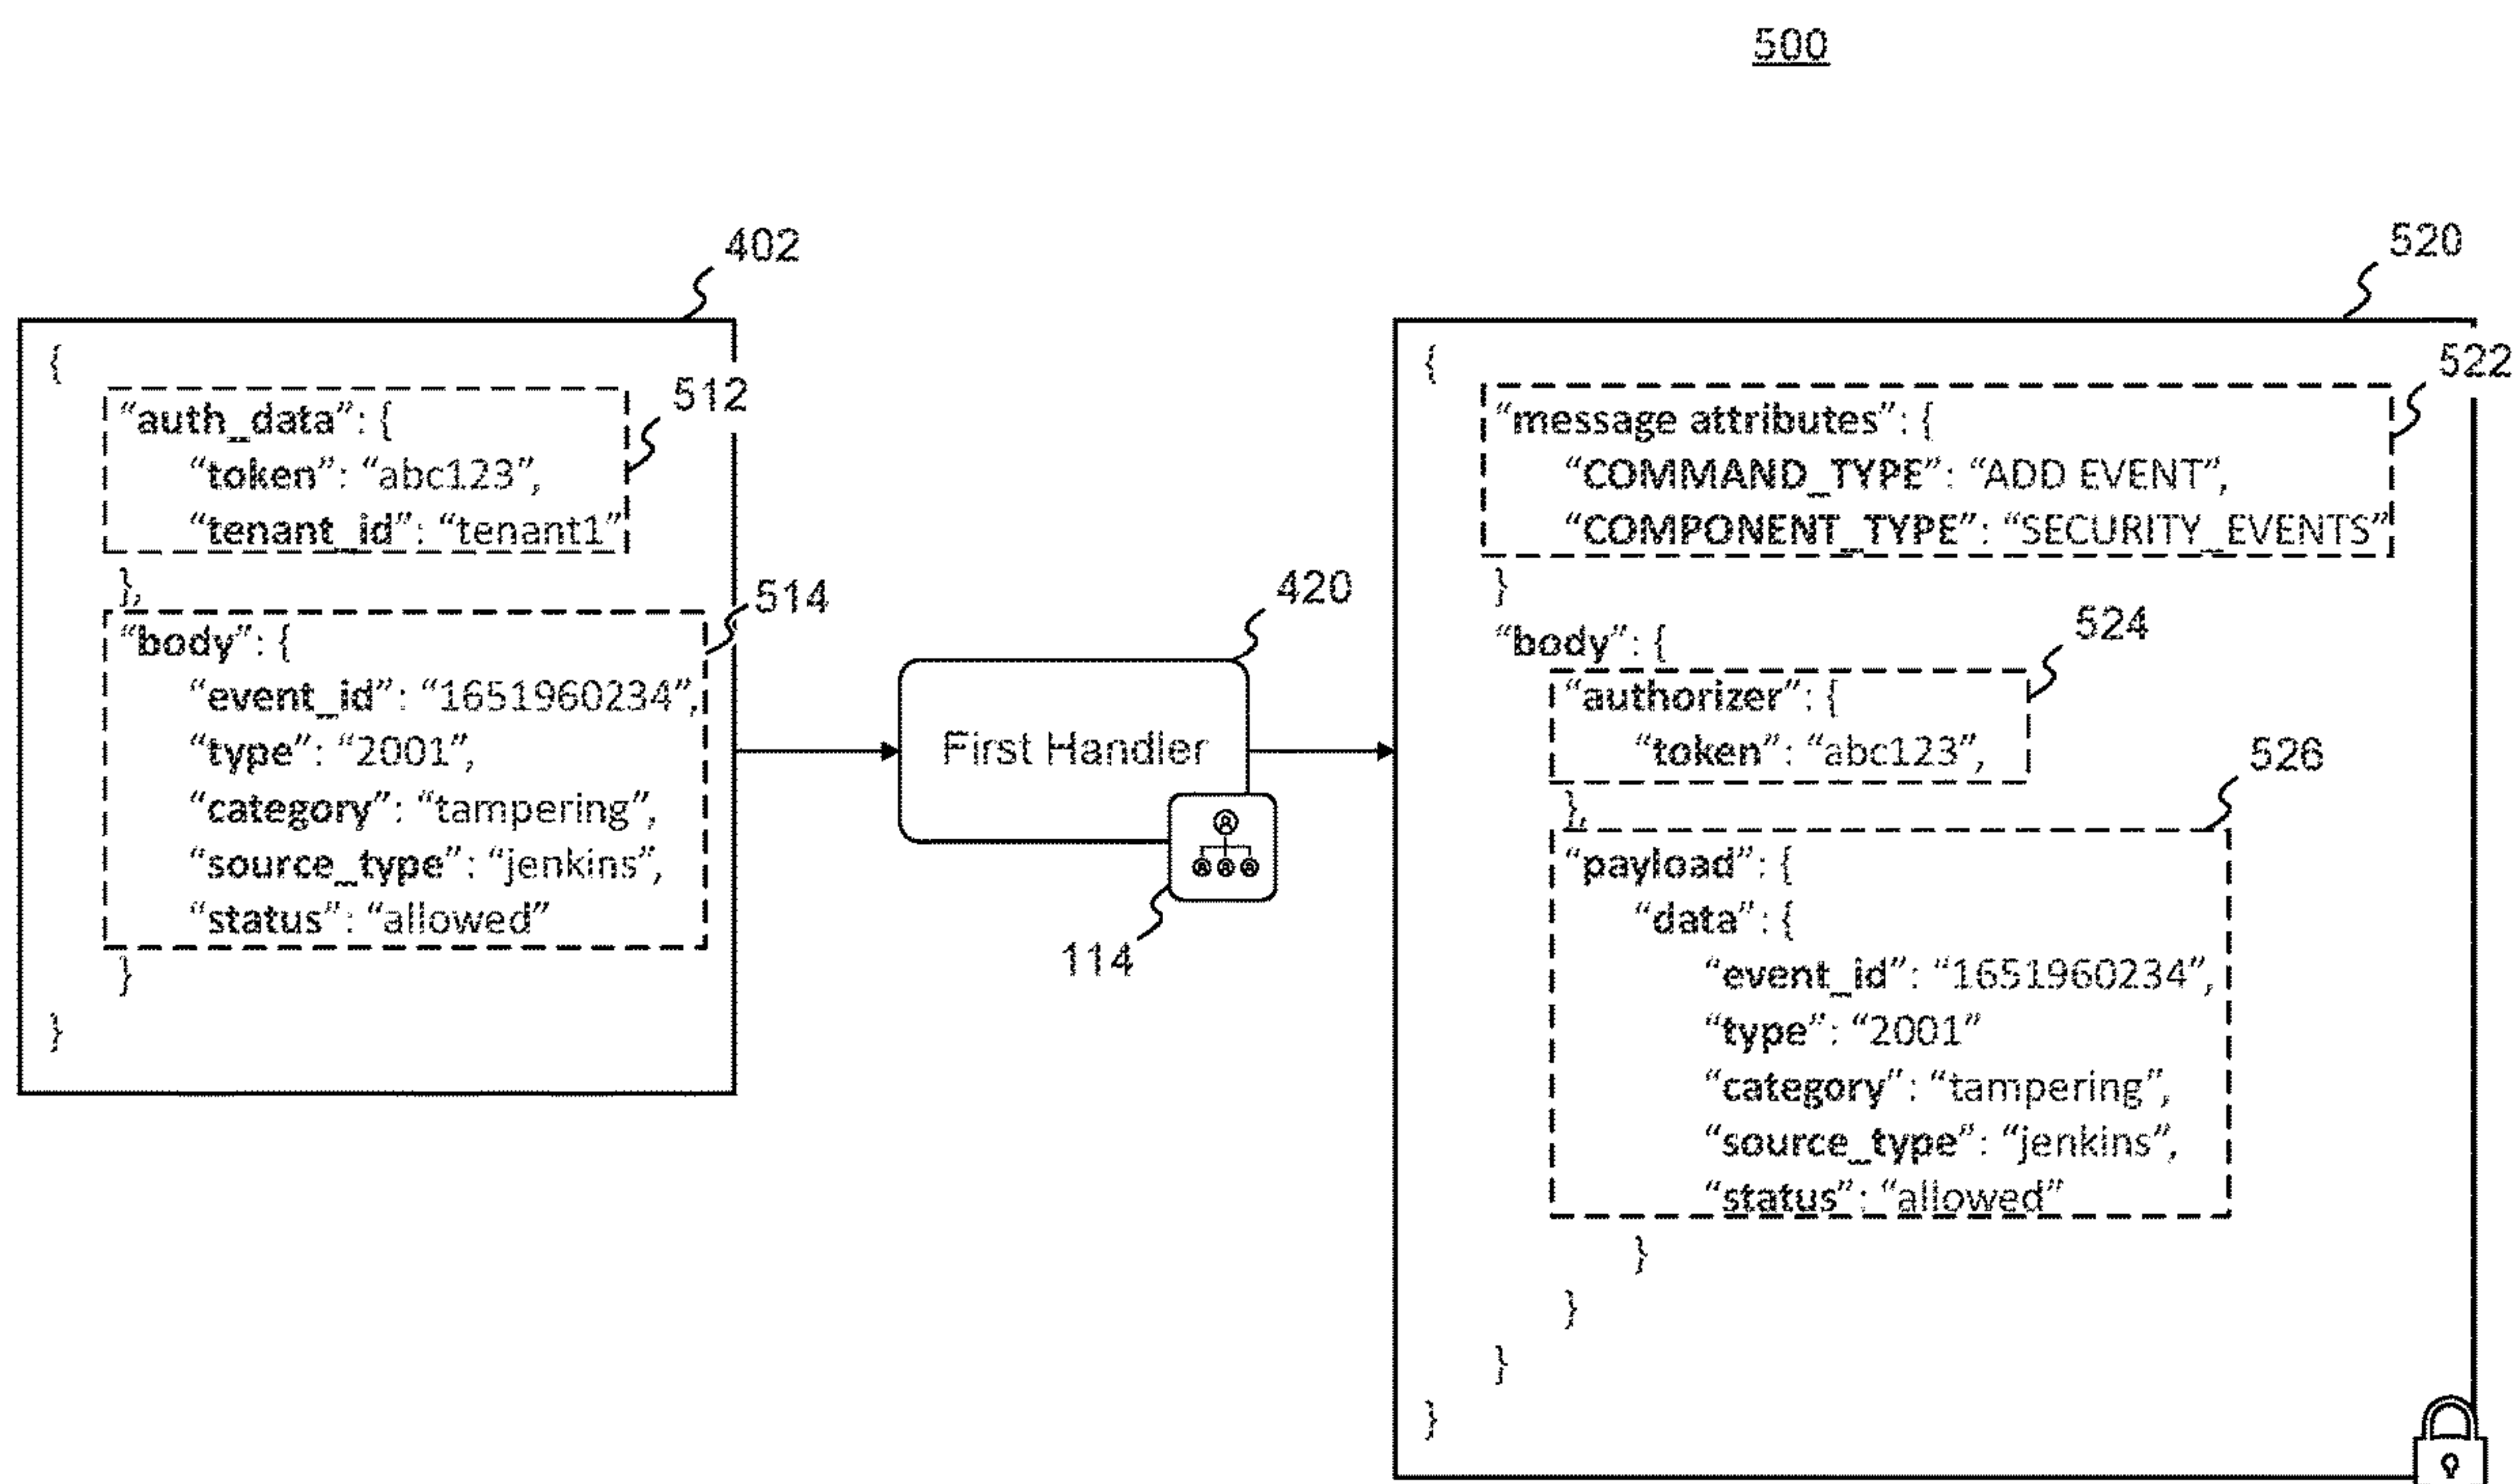 500
402
{
“auth_data”: {
“token”: “abc123”,
“tenant_id”: “tenant1”
512
},
“body”: {
514
“event_id”: “1651960234”,
“type”: “2001”,
“category”: “tampering”,
“source_type”: “jenkins”,
“status”: “allowed”
}
}
420
First Handler
114
520
{
522
“message attributes”: {
“COMMAND_TYPE”: “ADD EVENT”,
“COMPONENT_TYPE”: “SECURITY_EVENTS”
}
“body”: {
524
“authorizer”: {
“token”: “abc123”,
},
526
“payload”: {
“data”: {
“event_id”: “1651960234”,
“type”: “2001”
“category”: “tampering”,
“source_type”: “jenkins”,
“status”: “allowed”
}
}
}
}